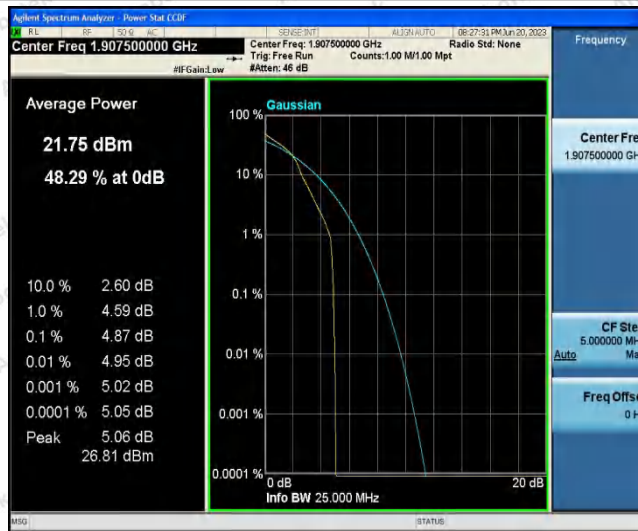 Agilent Spectrum Analyzer - Power Stat CCDF
RL RF 50 Ω AC SENSE:INT ALIGN AUTO 08:27:31 PM Jun 20, 2023
Center Freq 1.907500000 GHz
Center Freq: 1.907500000 GHz Radio Std: None
Trig: Free Run Counts:1.00 M/1.00 Mpt
#IFGain:Low #Atten: 46 dB
Frequency
Average Power
21.75 dBm
48.29 % at 0dB
10.0 % 2.60 dB
1.0 % 4.59 dB
0.1 % 4.87 dB
0.01 % 4.95 dB
0.001 % 5.02 dB
0.0001 % 5.05 dB
Peak 5.06 dB
26.81 dBm
Gaussian
100 %
10 %
1 %
0.1 %
0.01 %
0.001 %
0.0001 %
0 dB 20 dB
Info BW 25.000 MHz
Center Fre
1.907500000 GH
CF Ste
5.000000 MH
Auto Ma
Freq Offse
0 H
MSG STATUS